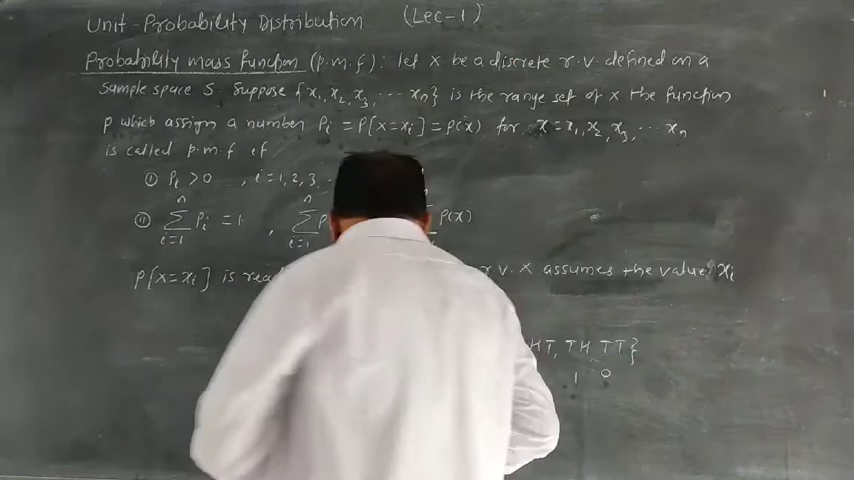 Unit-Probability Distribution (Lec-1)
Probability mass function (p.m.f): let X be a discrete r.v. defined on a
Sample space S. Suppose {x₁, x₂, x₃, ... xₙ} is the range set of X the function
p which assign a number Pᵢ = P[X=xᵢ] = P(x) for x = x₁, x₂, x₃, ... xₙ
is called p.m.f if
① Pᵢ > 0 , i = 1, 2, 3,
② n Σ i=1 Pᵢ = 1 , n Σ i=1 P P(x).
P[X=xᵢ] is r.v. X assumes the value xᵢ
HT, TH, TT}
1 0